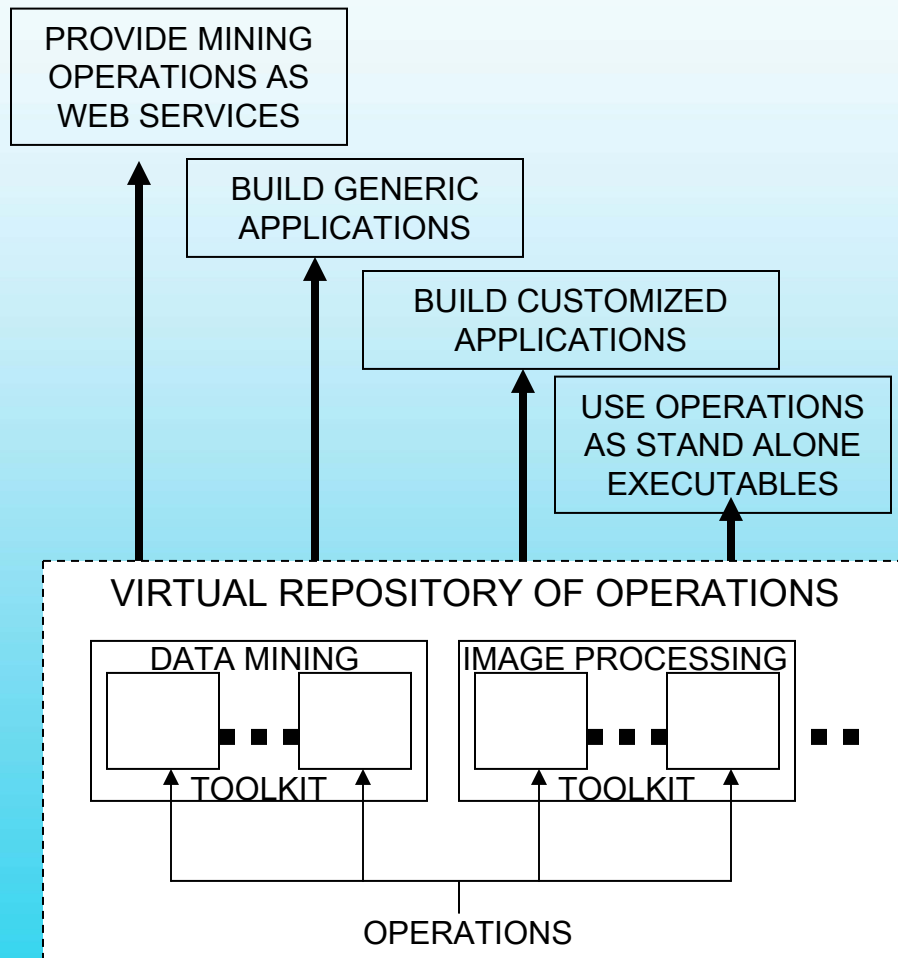 PROVIDE MINING
OPERATIONS AS
WEB SERVICES
BUILD GENERIC
APPLICATIONS
BUILD CUSTOMIZED
APPLICATIONS
USE OPERATIONS
AS STAND ALONE
EXECUTABLES
VIRTUAL REPOSITORY OF OPERATIONS
DATA MINING
TOOLKIT
IMAGE PROCESSING
TOOLKIT
OPERATIONS